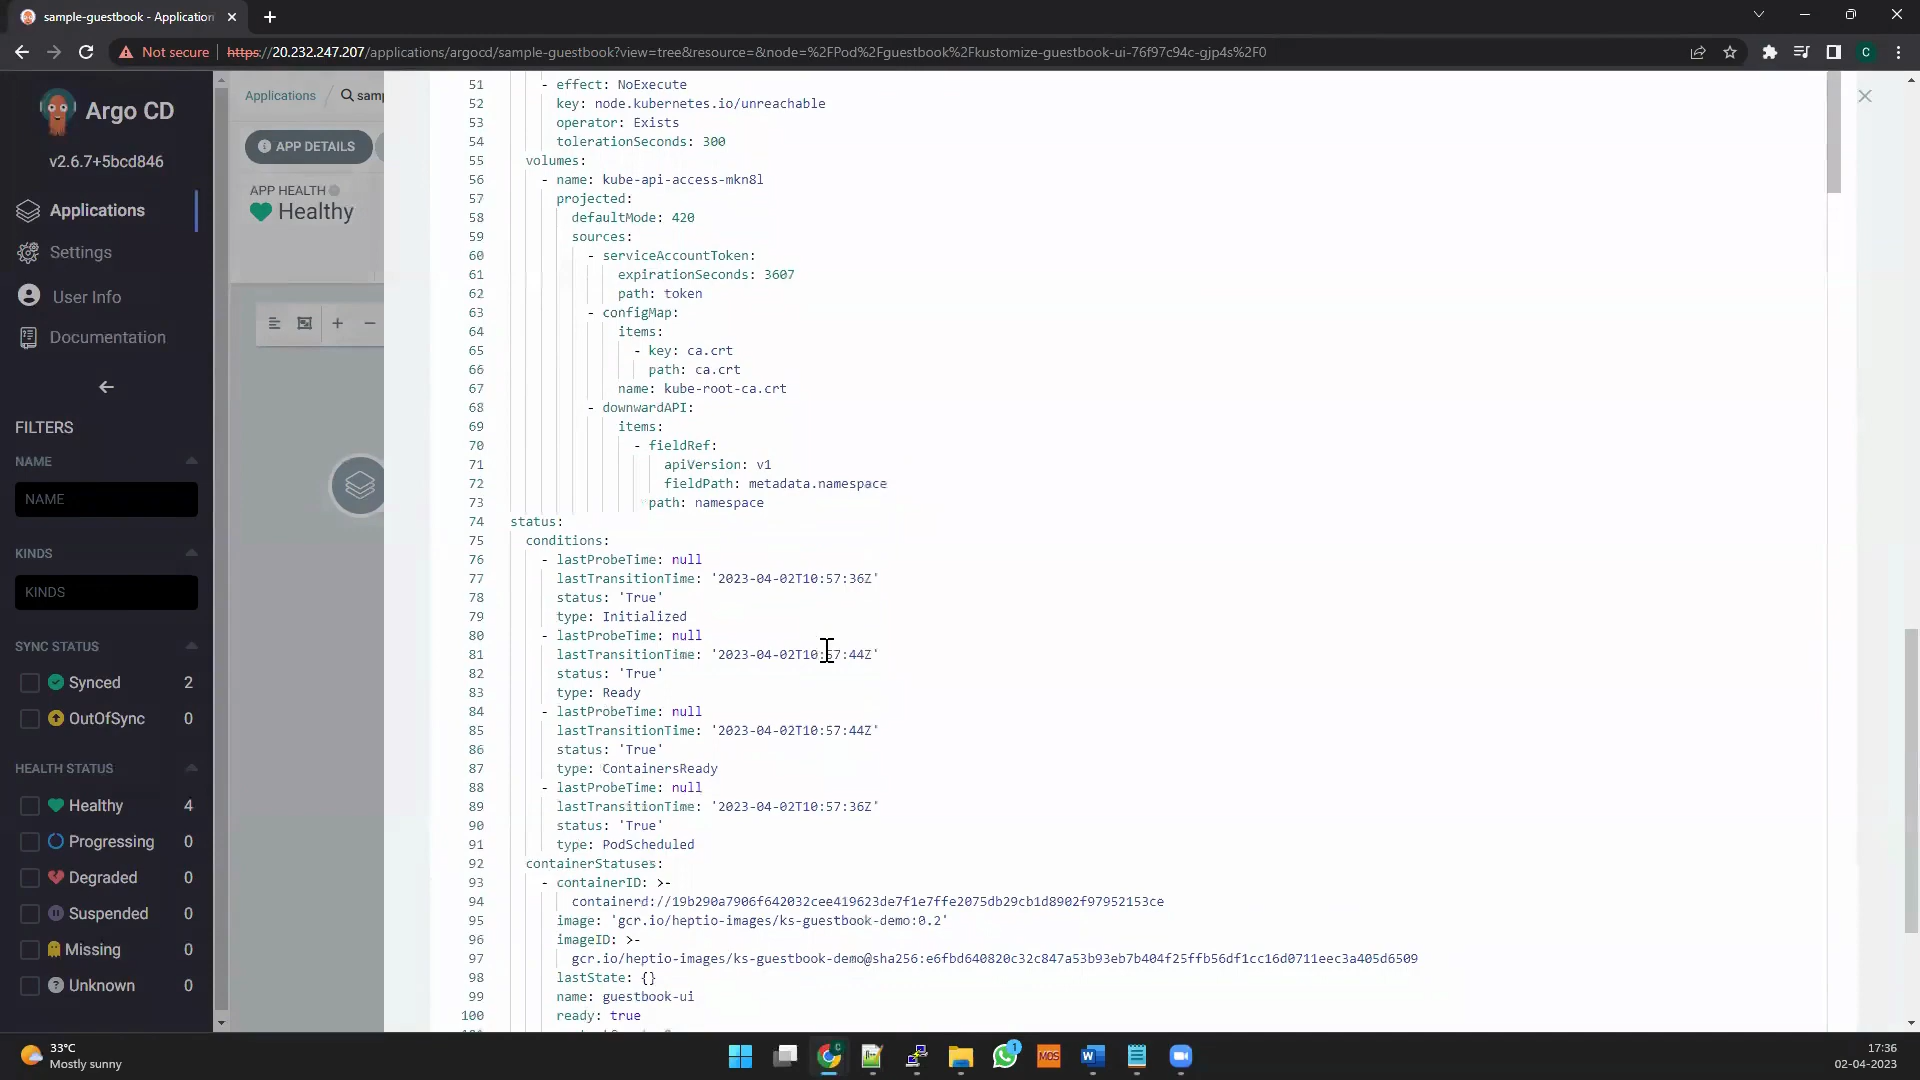 sample-guestbook - Application
Not secure
https://20.232.247.207/applications/argocd/sample-guestbook?view=tree&resource=&node=%2FPod%2Fguestbook%2Fkustomize-guestbook-ui-76f97c94c-gjp4s%2F0
C
Argo CD
v2.6.7+5bcd846
Applications
Settings
User Info
Documentation
FILTERS
NAME
NAME
KINDS
KINDS
SYNC STATUS
Synced 2
OutOfSync 0
HEALTH STATUS
Healthy 4
Progressing 0
Degraded 0
Suspended 0
Missing 0
Unknown 0
Applications / samp
APP DETAILS
APP HEALTH
Healthy
51 - effect: NoExecute
52 key: node.kubernetes.io/unreachable
53 operator: Exists
54 tolerationSeconds: 300
55 volumes:
56 - name: kube-api-access-mkn8l
57 projected:
58 defaultMode: 420
59 sources:
60 - serviceAccountToken:
61 expirationSeconds: 3607
62 path: token
63 - configMap:
64 items:
65 - key: ca.crt
66 path: ca.crt
67 name: kube-root-ca.crt
68 - downwardAPI:
69 items:
70 - fieldRef:
71 apiVersion: v1
72 fieldPath: metadata.namespace
73 path: namespace
74 status:
75 conditions:
76 - lastProbeTime: null
77 lastTransitionTime: '2023-04-02T10:57:36Z'
78 status: 'True'
79 type: Initialized
80 - lastProbeTime: null
81 lastTransitionTime: '2023-04-02T10:57:44Z'
82 status: 'True'
83 type: Ready
84 - lastProbeTime: null
85 lastTransitionTime: '2023-04-02T10:57:44Z'
86 status: 'True'
87 type: ContainersReady
88 - lastProbeTime: null
89 lastTransitionTime: '2023-04-02T10:57:36Z'
90 status: 'True'
91 type: PodScheduled
92 containerStatuses:
93 - containerID: >-
94 containerd://19b290a7906f642032cee419623de7f1e7ffe2075db29cb1d8902f97952153ce
95 image: 'gcr.io/heptio-images/ks-guestbook-demo:0.2'
96 imageID: >-
97 gcr.io/heptio-images/ks-guestbook-demo@sha256:e6fbd640820c32c847a53b93eb7b404f25ffb56df1cc16d0711eec3a405d6509
98 lastState: {}
99 name: guestbook-ui
100 ready: true
33°C
Mostly sunny
C
1
MOS
W
17:36
02-04-2023